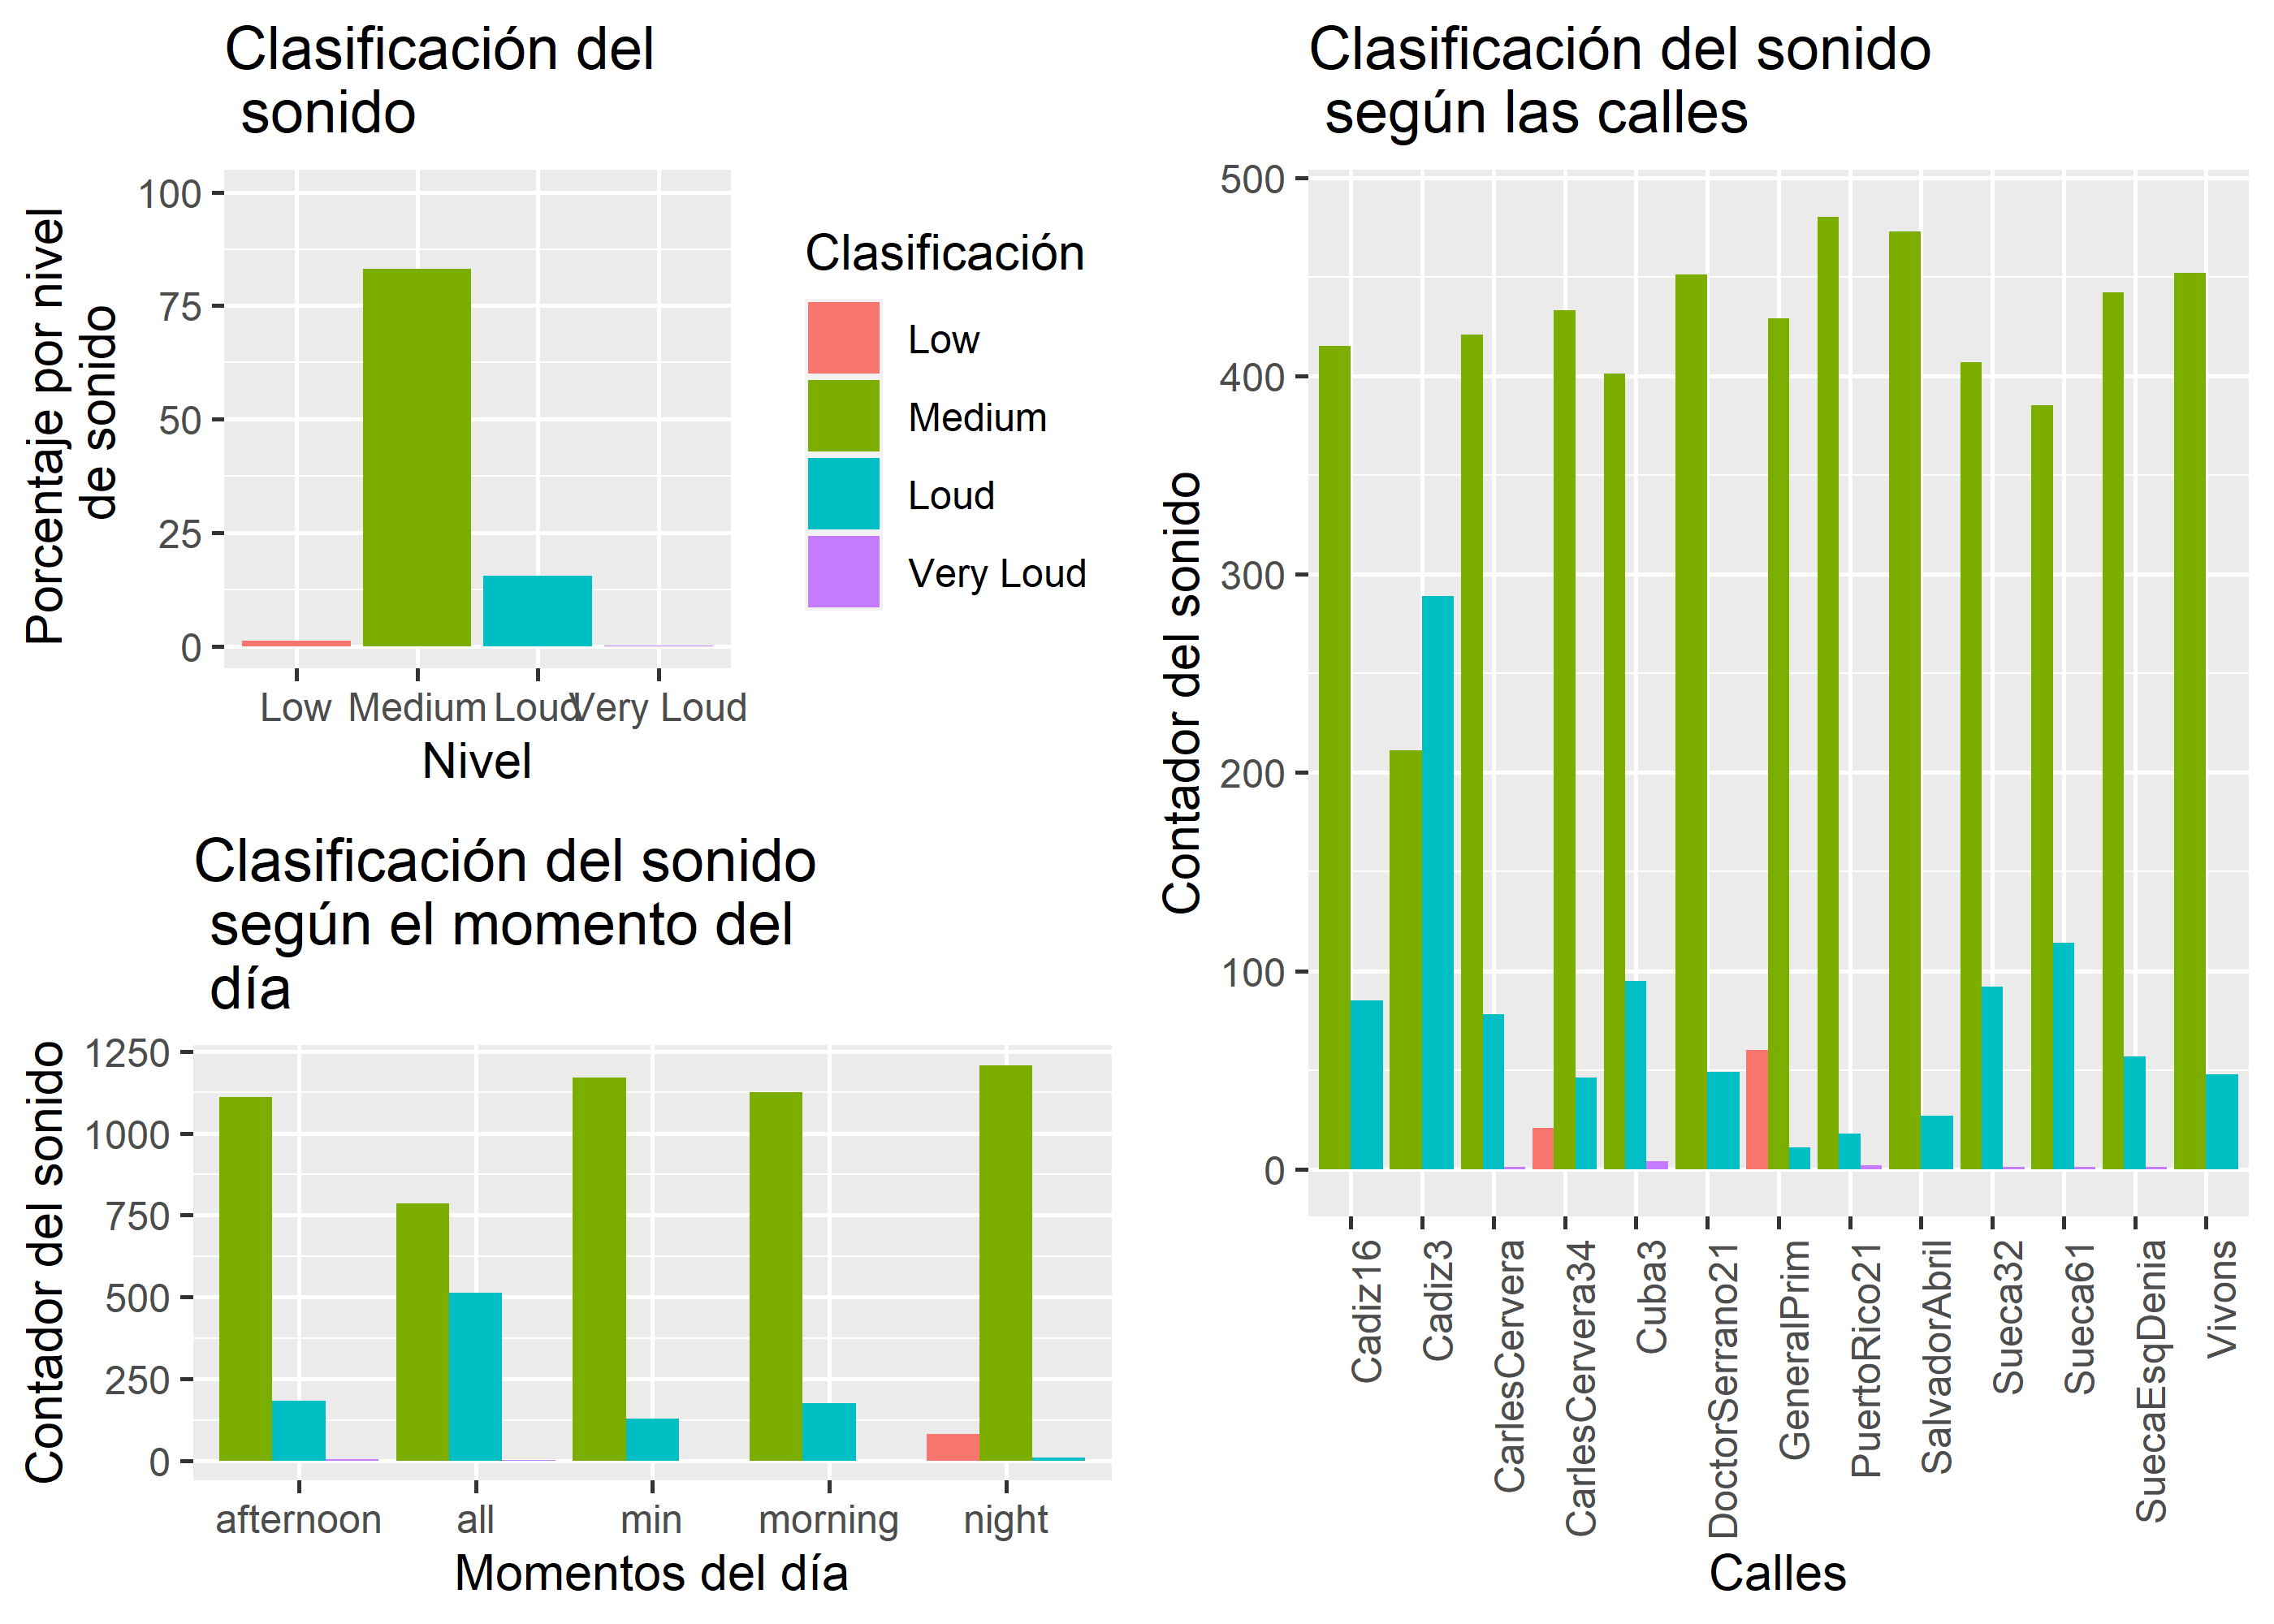 Clasificación del
sonido
100
75
50
25
0
Porcentaje por nivel
de sonido
Low
Medium
Loud
Very Loud
Nivel
Clasificación
Low
Medium
Loud
Very Loud
Clasificación del sonido
según el momento del
día
1250
1000
750
500
250
0
Contador del sonido
afternoon
all
min
morning
night
Momentos del día
Clasificación del sonido
según las calles
500
400
300
200
100
0
Contador del sonido
Cadiz16
Cadiz3
CarlesCervera
CarlesCervera34
Cuba3
DoctorSerrano21
GeneralPrim
PuertoRico21
SalvadorAbril
Sueca32
Sueca61
SuecaEsqDenia
Vivons
Calles